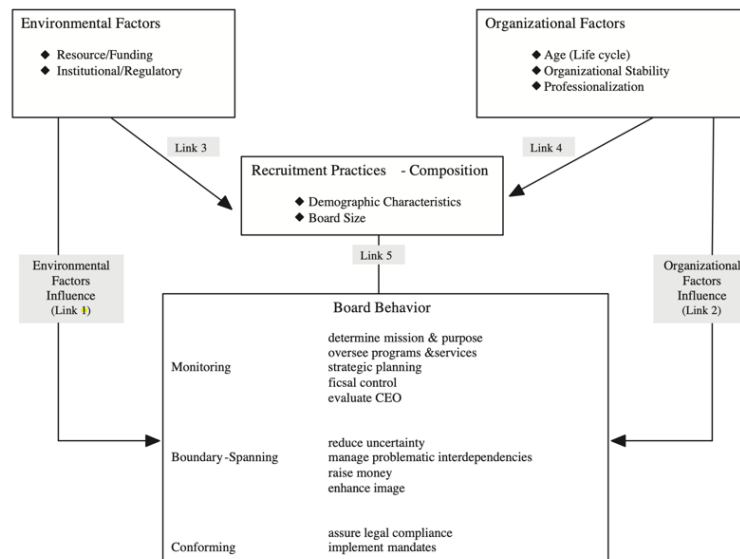 Environmental Factors
◆ Resource/Funding
◆ Institutional/Regulatory
Organizational Factors
◆ Age (Life cycle)
◆ Organizational Stability
◆ Professionalization
Link 3
Link 4
Recruitment Practices - Composition
◆ Demographic Characteristics
◆ Board Size
Link 5
Environmental
Factors
Influence
(Link 1)
Organizational
Factors
Influence
(Link 2)
Board Behavior
Monitoring
determine mission & purpose
oversee programs &services
strategic planning
ficsal control
evaluate CEO
Boundary-Spanning
reduce uncertainty
manage problematic interdependencies
raise money
enhance image
Conforming
assure legal compliance
implement mandates